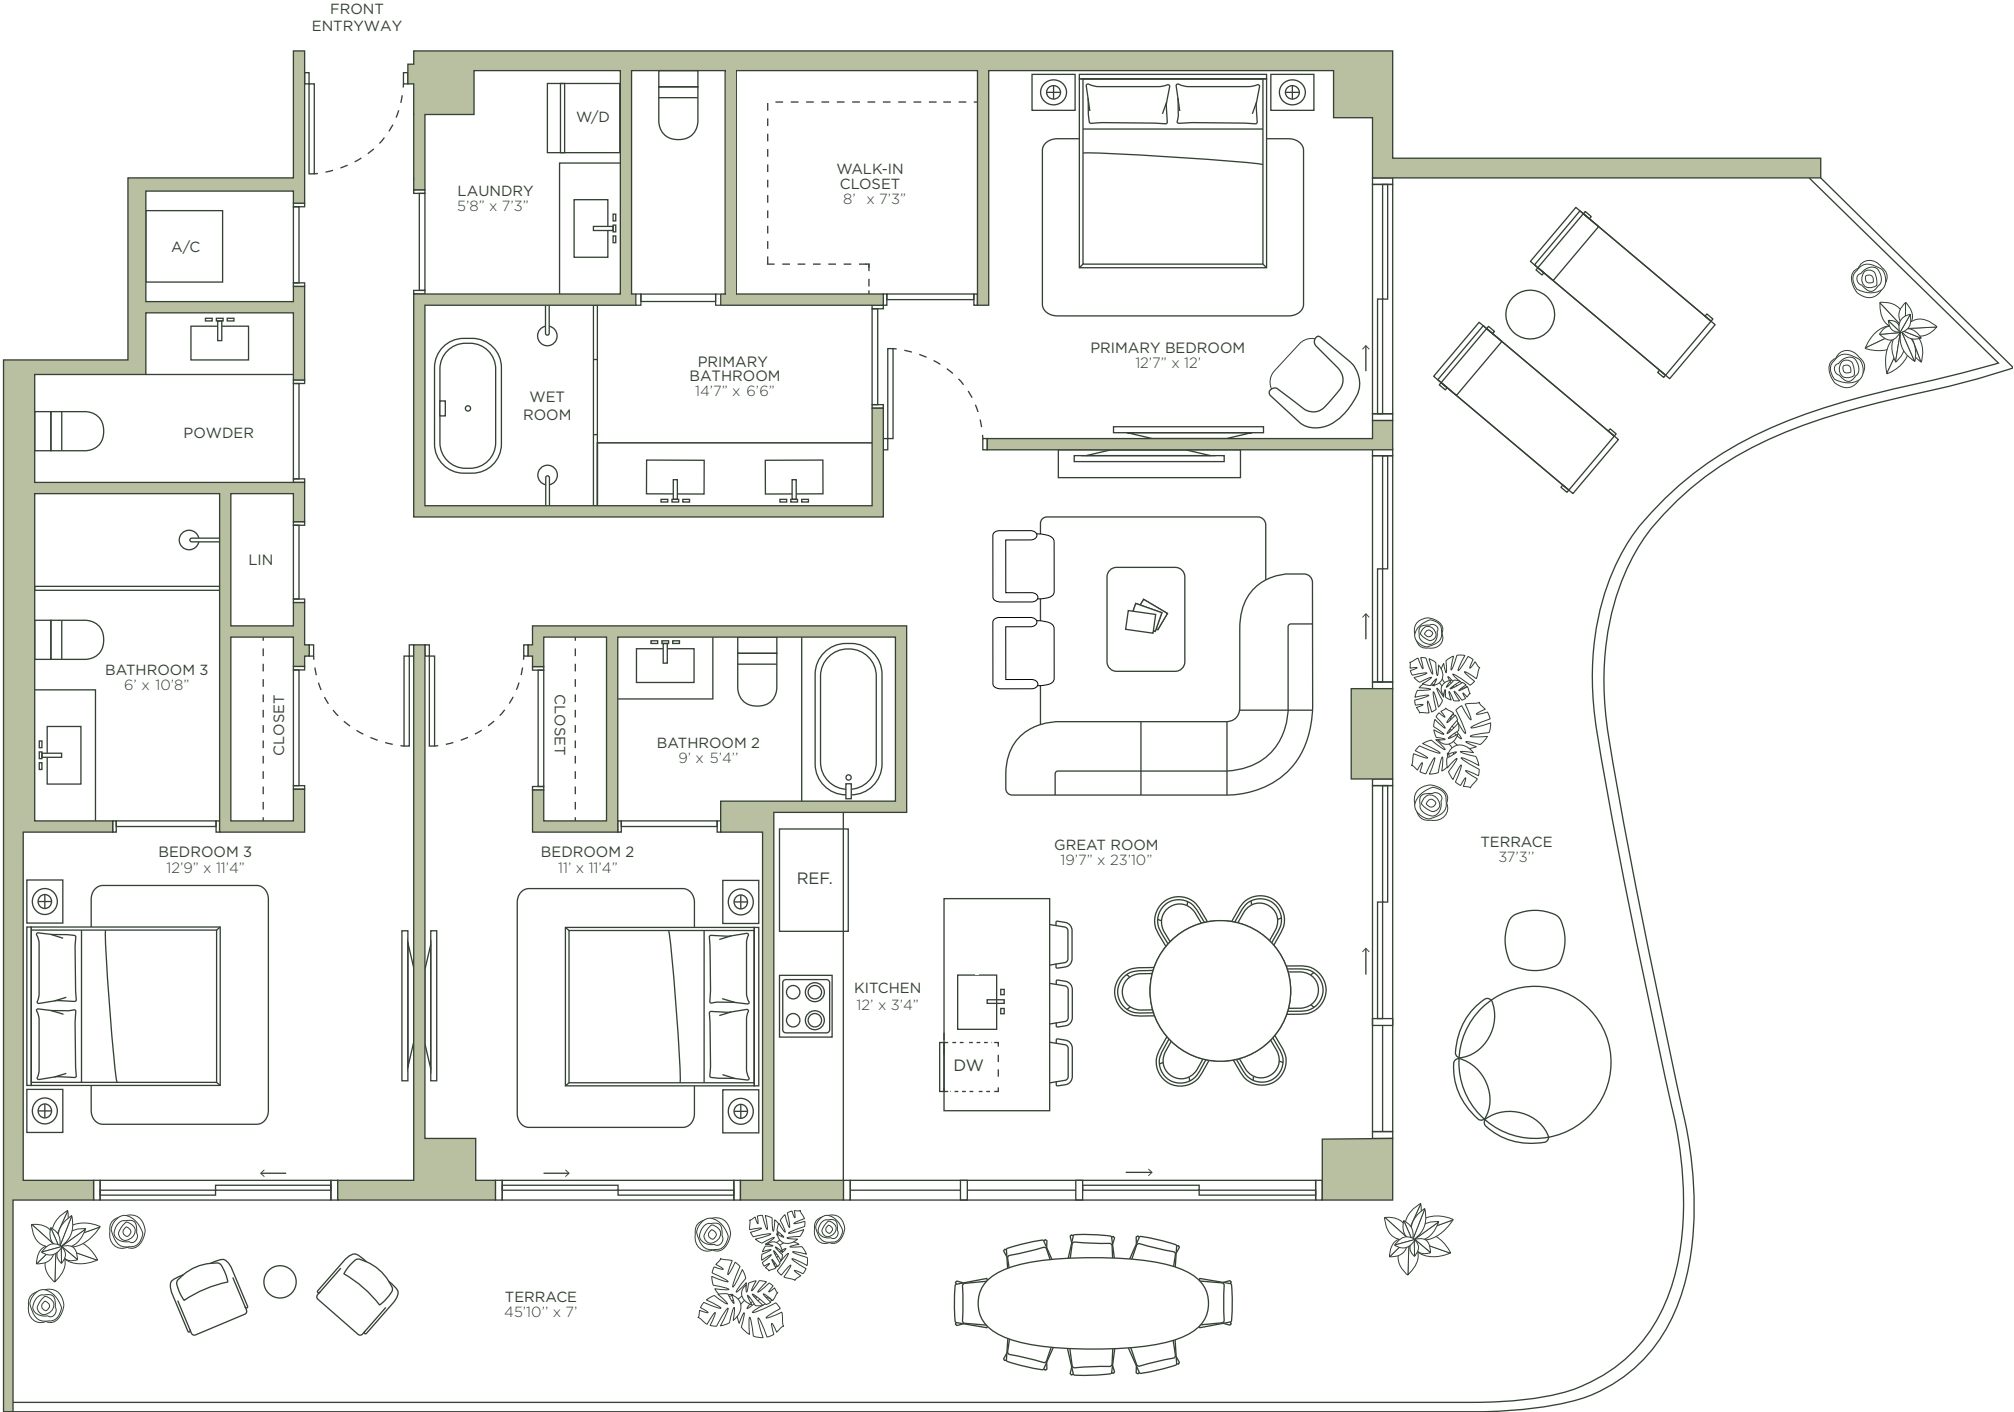 FRONT
ENTRYWAY
W/D
LAUNDRY
5'8" x 7'3"
WALK-IN
CLOSET
8' x 7'3"
A/C
PRIMARY BEDROOM
12'7" x 12'
PRIMARY
BATHROOM
14'7" x 6'6"
WET
ROOM
POWDER
LIN
BATHROOM 3
6' x 10'8"
CLOSET
CLOSET
BATHROOM 2
9' x 5'4"
TERRACE
37'3"
GREAT ROOM
19'7" x 23'10"
BEDROOM 3
12'9" x 11'4"
BEDROOM 2
11' x 11'4"
REF.
KITCHEN
12' x 3'4"
DW
TERRACE
45'10" x 7'